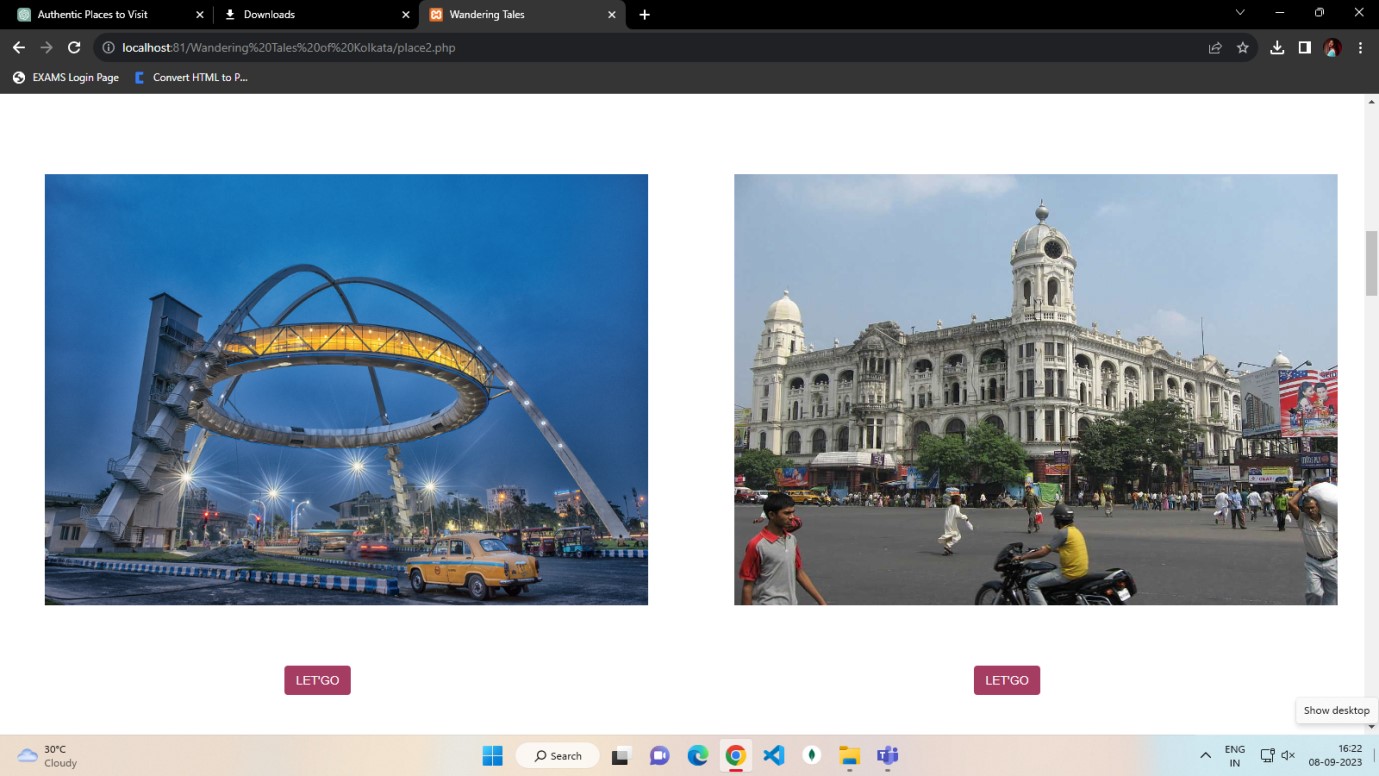 Authentic Places to Visit
Downloads
Wandering Tales
localhost:81/Wandering%20Tales%20of%20Kolkata/place2.php
EXAMS Login Page
Convert HTML to P...
LET'GO
LET'GO
Show desktop
30°C
Cloudy
Search
ENG
IN
16:22
08-09-2023